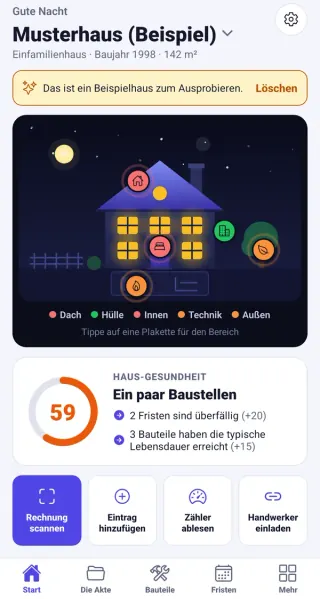 Gute Nacht
Musterhaus (Beispiel)
Einfamilienhaus · Baujahr 1998 · 142 m²
Das ist ein Beispielhaus zum Ausprobieren. Löschen
Dach Hülle Innen Technik Außen
Tippe auf eine Plakette für den Bereich
59
HAUS-GESUNDHEIT
Ein paar Baustellen
2 Fristen sind überfällig (+20)
3 Bauteile haben die typische
Lebensdauer erreicht (+15)
Rechnung
scannen
Eintrag
hinzufügen
Zähler
ablesen
Handwerker
einladen
Start Die Akte Bauteile Fristen Mehr